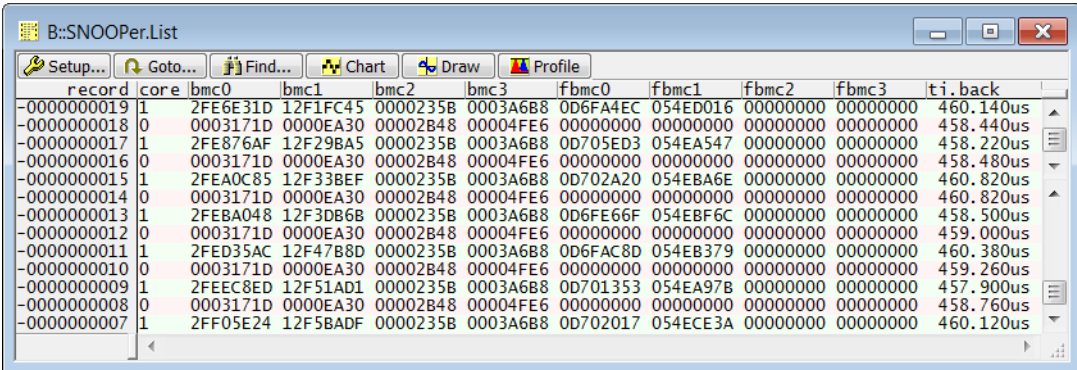 B::SNOOPer.List
Setup... Goto... Find... Chart Draw Profile
record core bmc0 bmc1 bmc2 bmc3 fbmc0 fbmc1 fbmc2 fbmc3 ti.back
-0000000019 1 2FE6E31D 12F1FC45 0000235B 0003A6B8 0D6FA4EC 054ED016 00000000 00000000 460.140us
-0000000018 0 0003171D 0000EA30 00002B48 00004FE6 00000000 00000000 00000000 00000000 458.440us
-0000000017 1 2FE876AF 12F29BA5 0000235B 0003A6B8 0D705ED3 054EA547 00000000 00000000 458.220us
-0000000016 0 0003171D 0000EA30 00002B48 00004FE6 00000000 00000000 00000000 00000000 458.480us
-0000000015 1 2FEA0C85 12F33BEF 0000235B 0003A6B8 0D702A20 054EBA6E 00000000 00000000 460.820us
-0000000014 0 0003171D 0000EA30 00002B48 00004FE6 00000000 00000000 00000000 00000000 460.820us
-0000000013 1 2FEBA048 12F3DB6B 0000235B 0003A6B8 0D6FE66F 054EBF6C 00000000 00000000 458.500us
-0000000012 0 0003171D 0000EA30 00002B48 00004FE6 00000000 00000000 00000000 00000000 459.000us
-0000000011 1 2FED35AC 12F47B8D 0000235B 0003A6B8 0D6FAC8D 054EB379 00000000 00000000 460.380us
-0000000010 0 0003171D 0000EA30 00002B48 00004FE6 00000000 00000000 00000000 00000000 459.260us
-0000000009 1 2FEEC8ED 12F51AD1 0000235B 0003A6B8 0D701353 054EA97B 00000000 00000000 457.900us
-0000000008 0 0003171D 0000EA30 00002B48 00004FE6 00000000 00000000 00000000 00000000 458.760us
-0000000007 1 2FF05E24 12F5BADF 0000235B 0003A6B8 0D702017 054ECE3A 00000000 00000000 460.120us